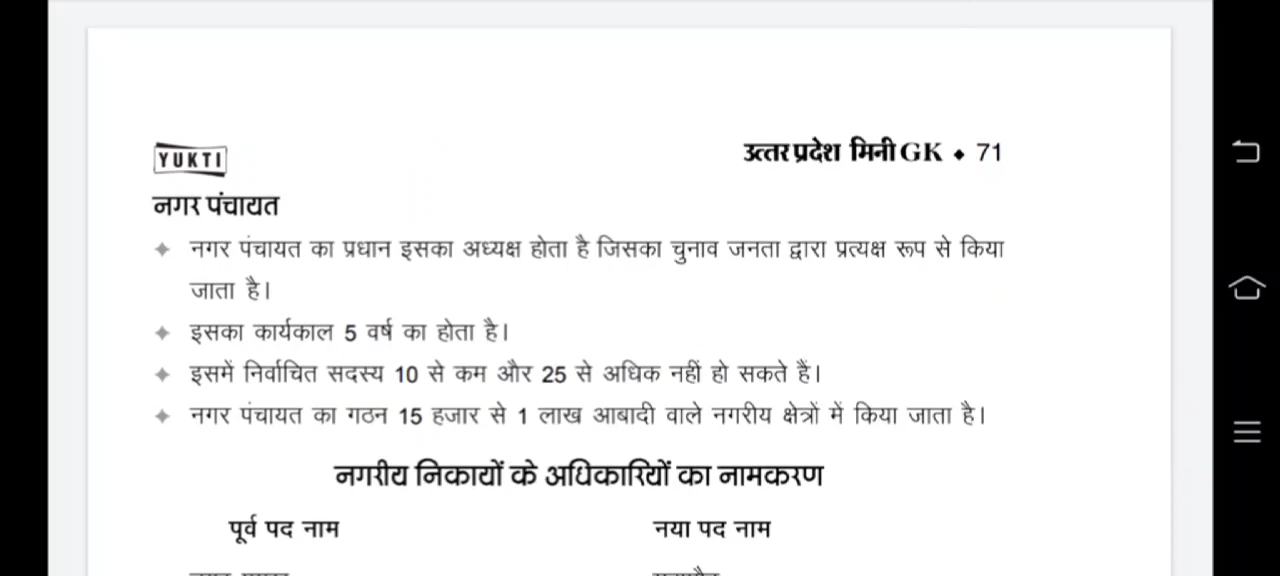 YUKTI
उत्तर प्रदेश मिनी GK ♦ 71
नगर पंचायत
✦ नगर पंचायत का प्रधान इसका अध्यक्ष होता है जिसका चुनाव जनता द्वारा प्रत्यक्ष रूप से किया
जाता है।
✦ इसका कार्यकाल 5 वर्ष का होता है।
✦ इसमें निर्वाचित सदस्य 10 से कम और 25 से अधिक नहीं हो सकते हैं।
✦ नगर पंचायत का गठन 15 हजार से 1 लाख आबादी वाले नगरीय क्षेत्रों में किया जाता है।
नगरीय निकायों के अधिकारियों का नामकरण
पूर्व पद नाम नया पद नाम